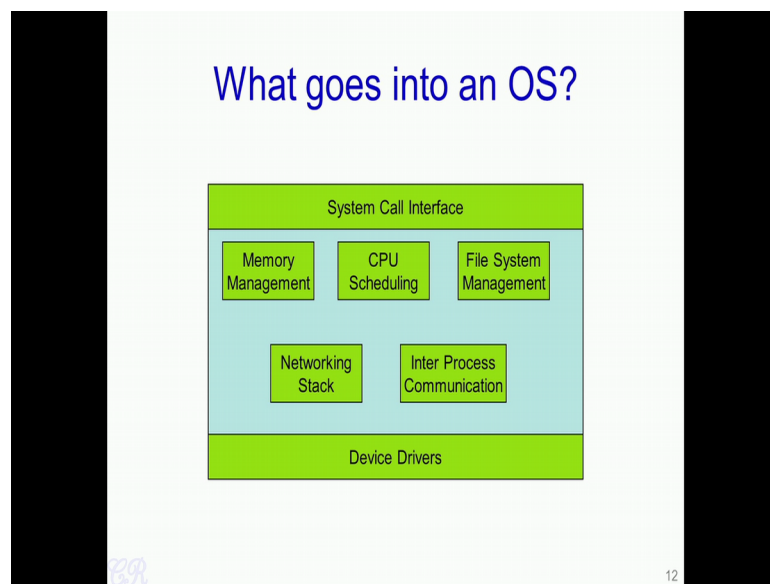 What goes into an OS?
System Call Interface
Memory
Management
CPU
Scheduling
File System
Management
Networking
Stack
Inter Process
Communication
Device Drivers
12